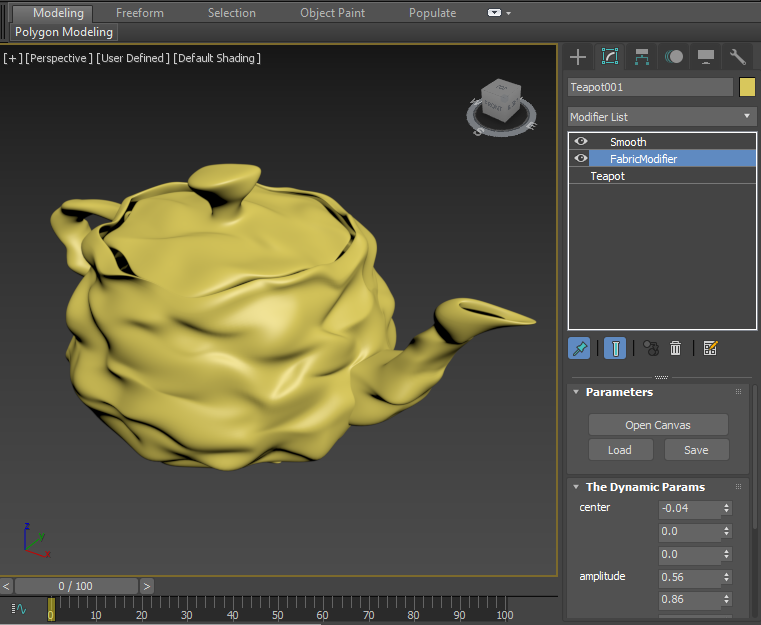 Modeling Freeform Selection Object Paint Populate
Polygon Modeling
[+] [Perspective ] [User Defined ] [Default Shading ]
Teapot001
Modifier List
Smooth
FabricModifier
Teapot
Parameters
Open Canvas
Load Save
The Dynamic Params
center -0.04
0.0
0.0
amplitude 0.56
0.86
z
y
x
< 0 / 100 >
0 10 20 30 40 50 60 70 80 90 100